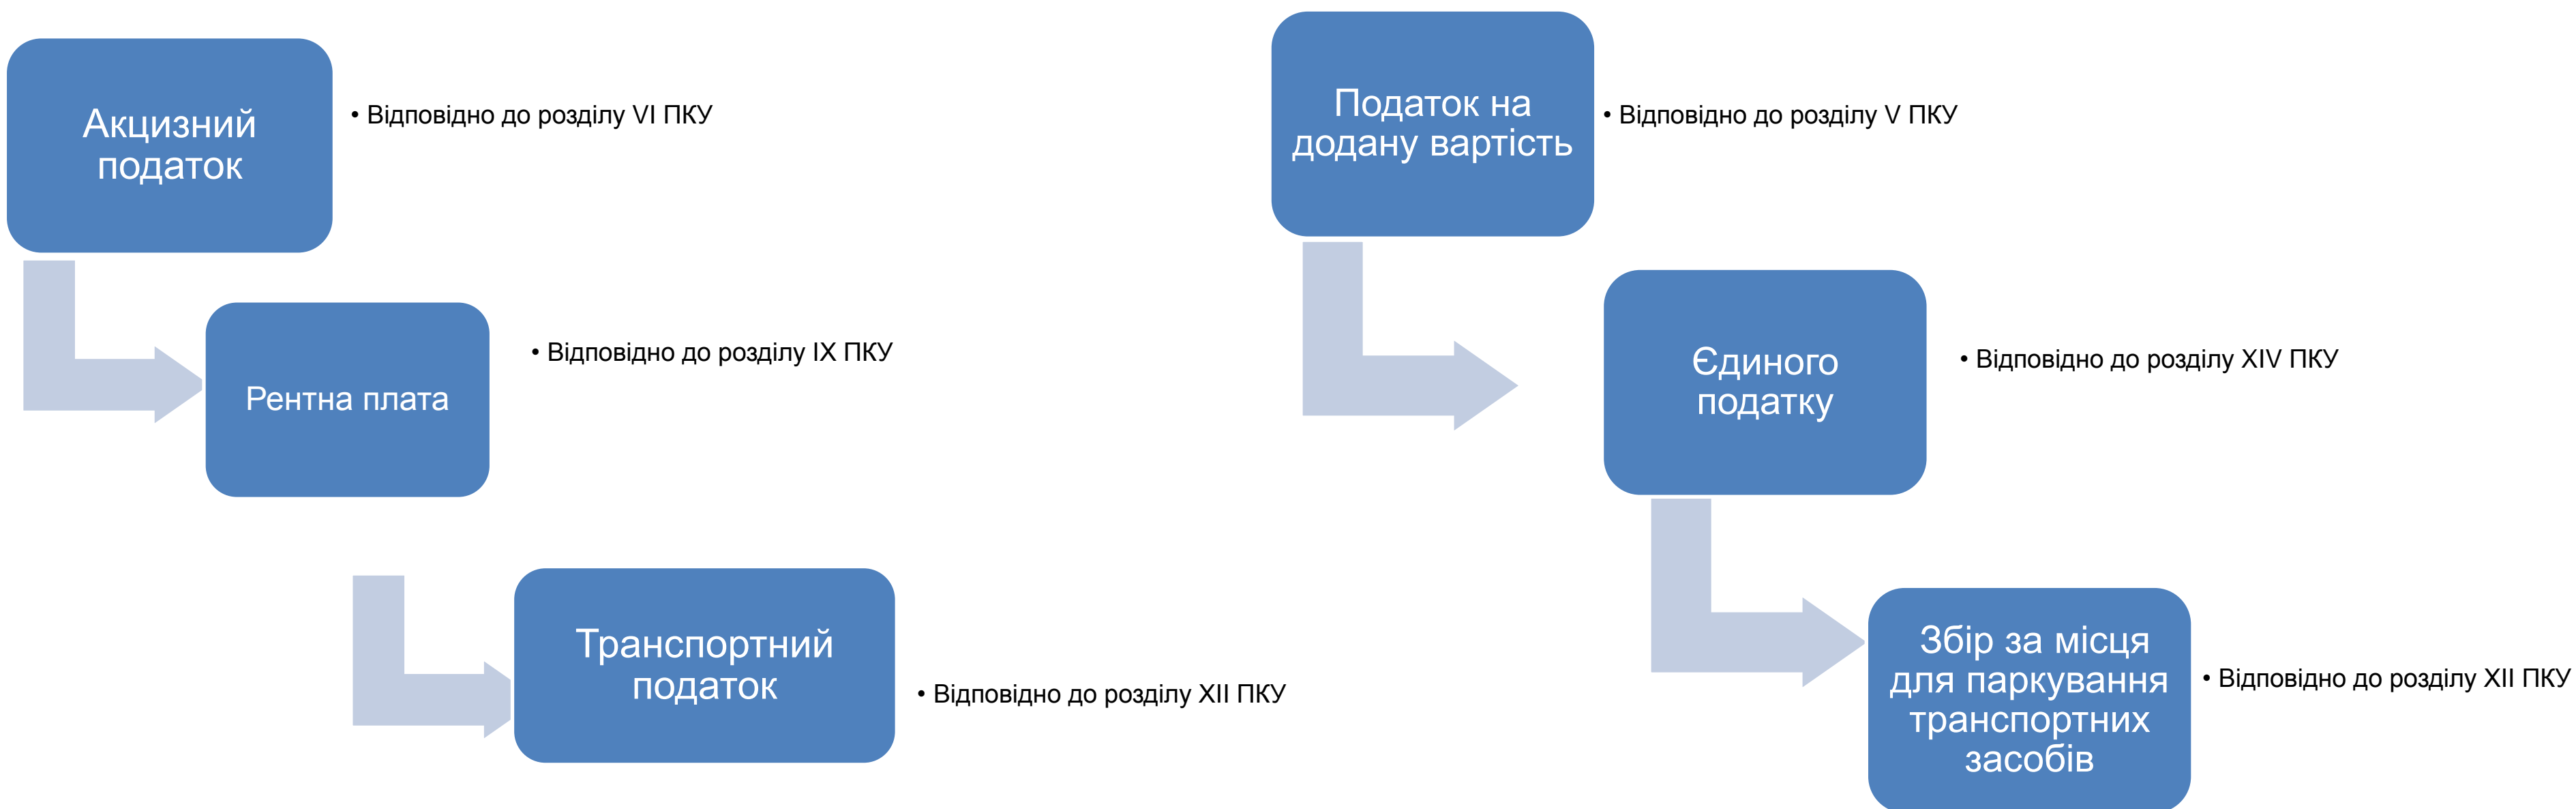 Акцизний
податок
• Відповідно до розділу VI ПКУ
Рентна плата
• Відповідно до розділу IX ПКУ
Транспортний
податок
• Відповідно до розділу XII ПКУ
Податок на
додану вартість
• Відповідно до розділу V ПКУ
Єдиного
податку
• Відповідно до розділу XIV ПКУ
Збір за місця
для паркування
транспортних
засобів
• Відповідно до розділу XII ПКУ